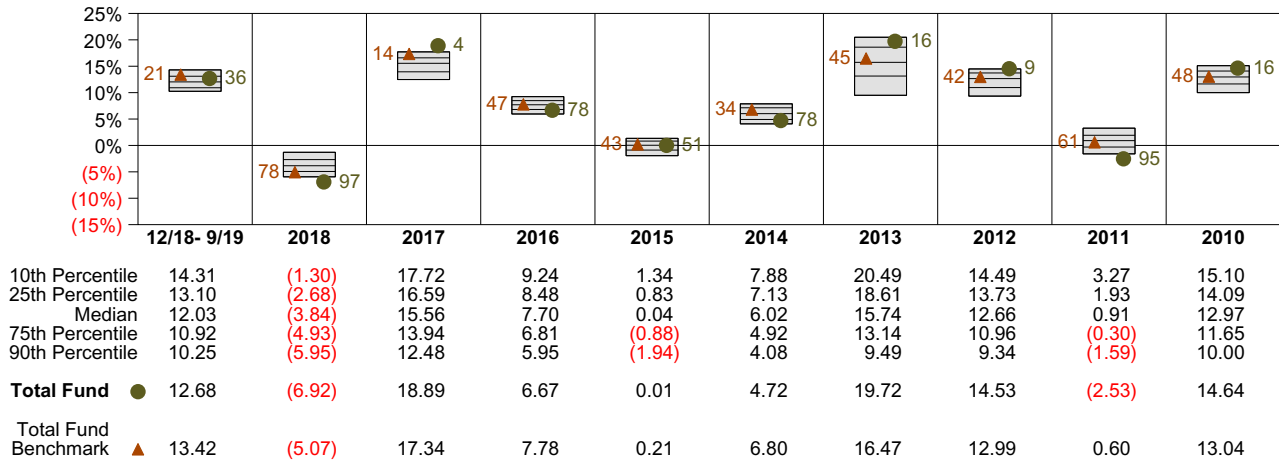 25%
20%
15%
10%
5%
0%
(5%)
(10%)
(15%)
21 36
78 97
14 4
47 78
43 51
34 78
45 16
42 9
61 95
48 16
12/18- 9/19 2018 2017 2016 2015 2014 2013 2012 2011 2010
10th Percentile 14.31 (1.30) 17.72 9.24 1.34 7.88 20.49 14.49 3.27 15.10
25th Percentile 13.10 (2.68) 16.59 8.48 0.83 7.13 18.61 13.73 1.93 14.09
Median 12.03 (3.84) 15.56 7.70 0.04 6.02 15.74 12.66 0.91 12.97
75th Percentile 10.92 (4.93) 13.94 6.81 (0.88) 4.92 13.14 10.96 (0.30) 11.65
90th Percentile 10.25 (5.95) 12.48 5.95 (1.94) 4.08 9.49 9.34 (1.59) 10.00
Total Fund 12.68 (6.92) 18.89 6.67 0.01 4.72 19.72 14.53 (2.53) 14.64
Total Fund
Benchmark 13.42 (5.07) 17.34 7.78 0.21 6.80 16.47 12.99 0.60 13.04